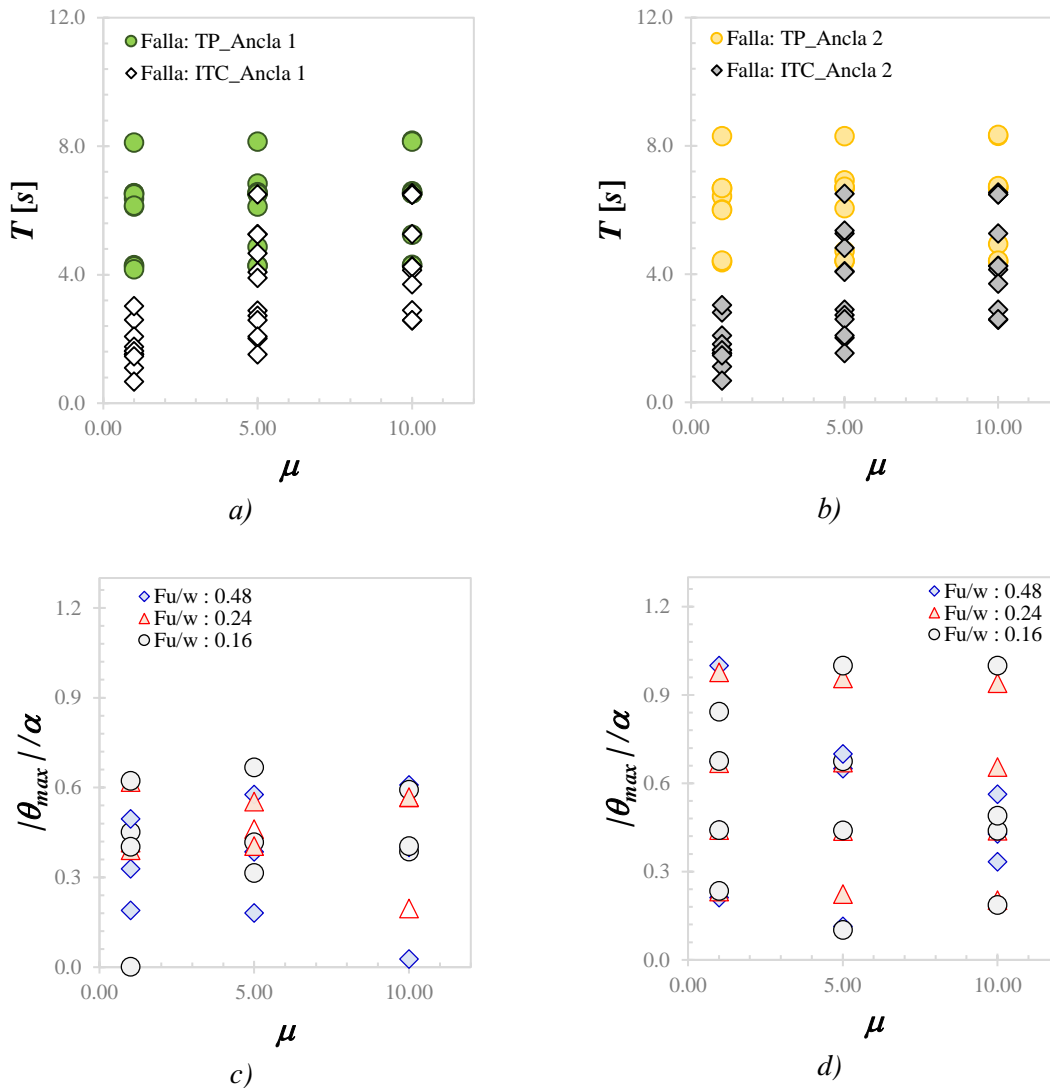 12.0
8.0
4.0
0.0
T [s]
Falla: TP_Ancla 1
Falla: ITC_Ancla 1
0.00
5.00
10.00
μ
a)
12.0
8.0
4.0
0.0
T [s]
Falla: TP_Ancla 2
Falla: ITC_Ancla 2
0.00
5.00
10.00
μ
b)
1.2
0.9
0.6
0.3
0.0
|θmax|/α
Fu/w : 0.48
Fu/w : 0.24
Fu/w : 0.16
0.00
5.00
10.00
μ
c)
1.2
0.9
0.6
0.3
0.0
|θmax|/α
Fu/w : 0.48
Fu/w : 0.24
Fu/w : 0.16
0.00
5.00
10.00
μ
d)